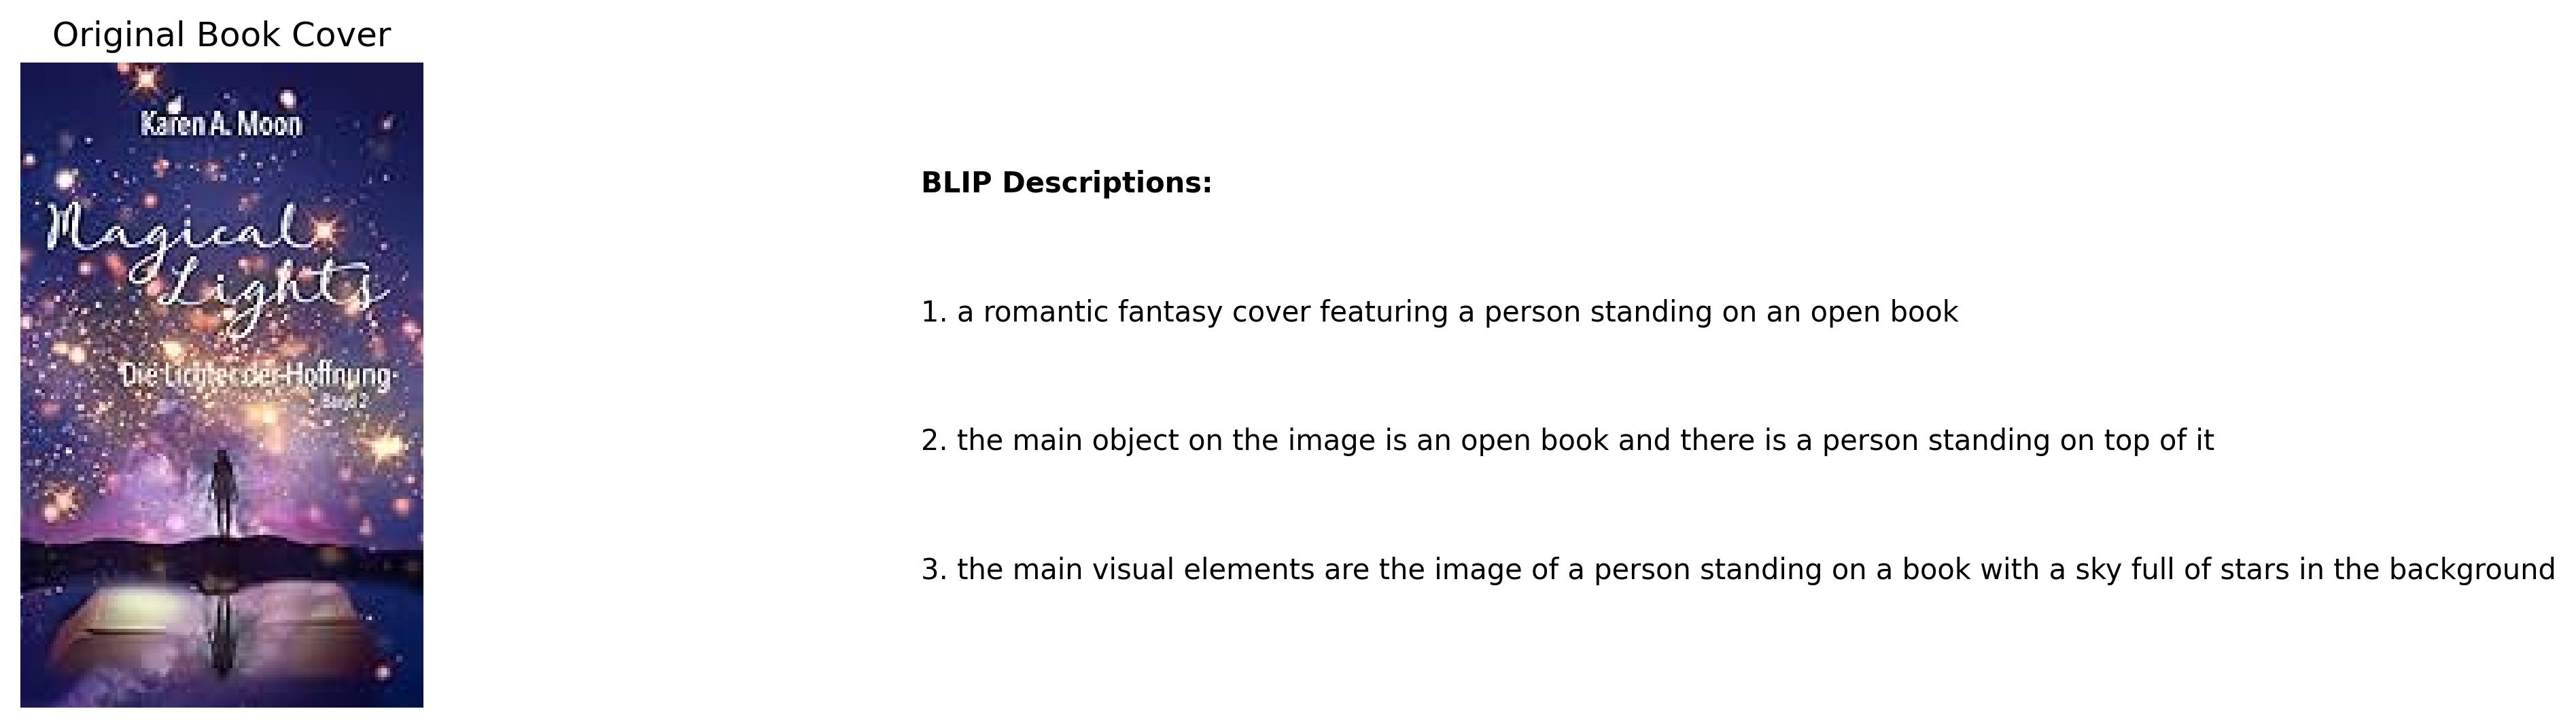 Original Book Cover
Karen A. Moon
Magical
Lights
Die Lichter der Hoffnung
Band 2
BLIP Descriptions:
1. a romantic fantasy cover featuring a person standing on an open book
2. the main object on the image is an open book and there is a person standing on top of it
3. the main visual elements are the image of a person standing on a book with a sky full of stars in the background